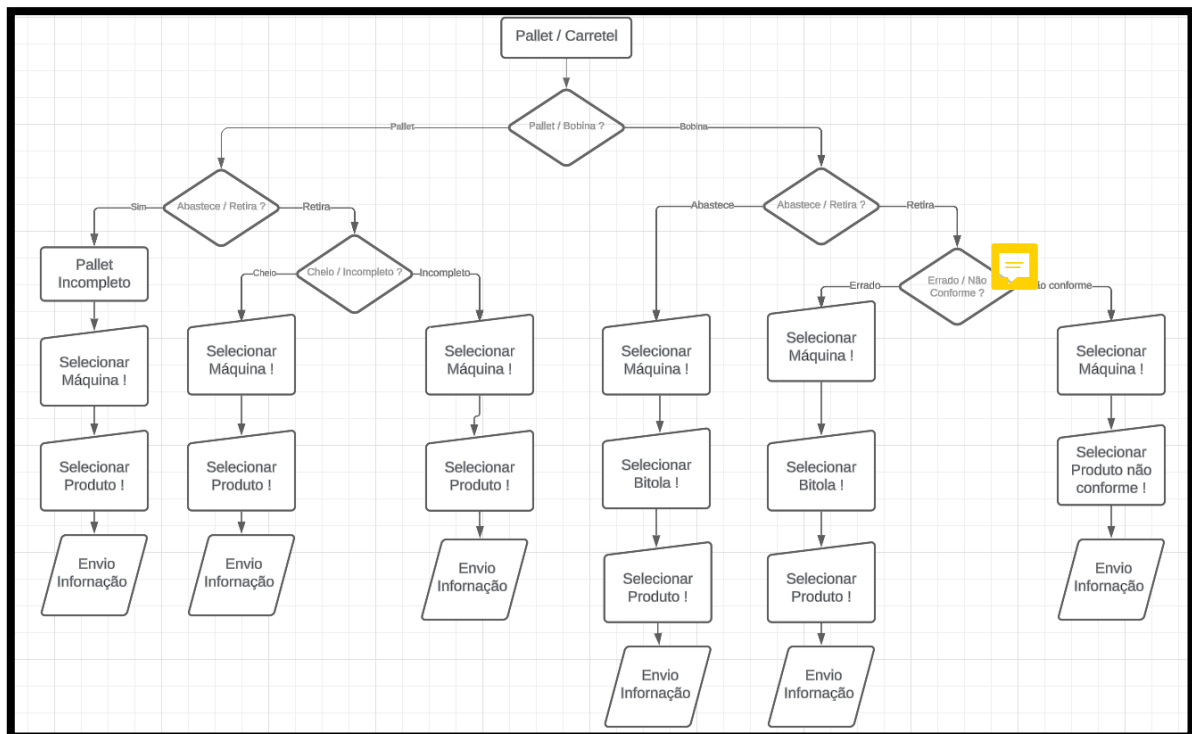 Pallet / Carretel
Pallet / Bobina ?
Pallet
Bobina
Abastece / Retira ?
Sim
Retira
Abastece / Retira ?
Abastece
Retira
Pallet
Incompleto
Cheio / Incompleto ?
Cheio
Incompleto
Errado / Não
Conforme ?
Errado
conforme
Selecionar
Máquina !
Selecionar
Máquina !
Selecionar
Máquina !
Selecionar
Máquina !
Selecionar
Máquina !
Selecionar
Máquina !
Selecionar
Produto !
Selecionar
Produto !
Selecionar
Produto !
Selecionar
Bitola !
Selecionar
Bitola !
Selecionar
Produto não
conforme !
Envio
Infornação
Envio
Infornação
Envio
Infornação
Selecionar
Produto !
Selecionar
Produto !
Envio
Infornação
Envio
Infornação
Envio
Infornação